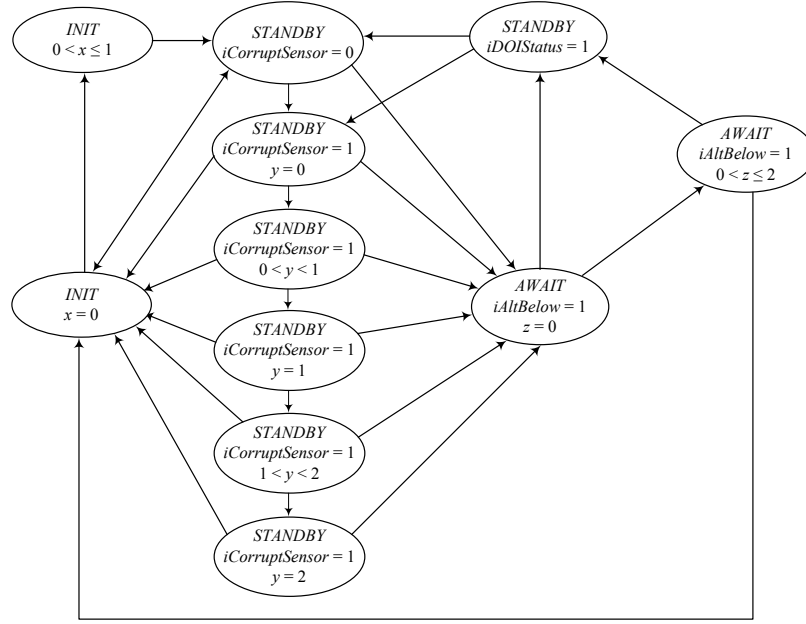 INIT
0 < x ≤ 1
STANDBY
iCorruptSensor = 0
STANDBY
iDOIStatus = 1
STANDBY
iCorruptSensor = 1
y = 0
AWAIT
iAltBelow = 1
0 < z ≤ 2
STANDBY
iCorruptSensor = 1
0 < y < 1
INIT
x = 0
AWAIT
iAltBelow = 1
z = 0
STANDBY
iCorruptSensor = 1
y = 1
STANDBY
iCorruptSensor = 1
1 < y < 2
STANDBY
iCorruptSensor = 1
y = 2